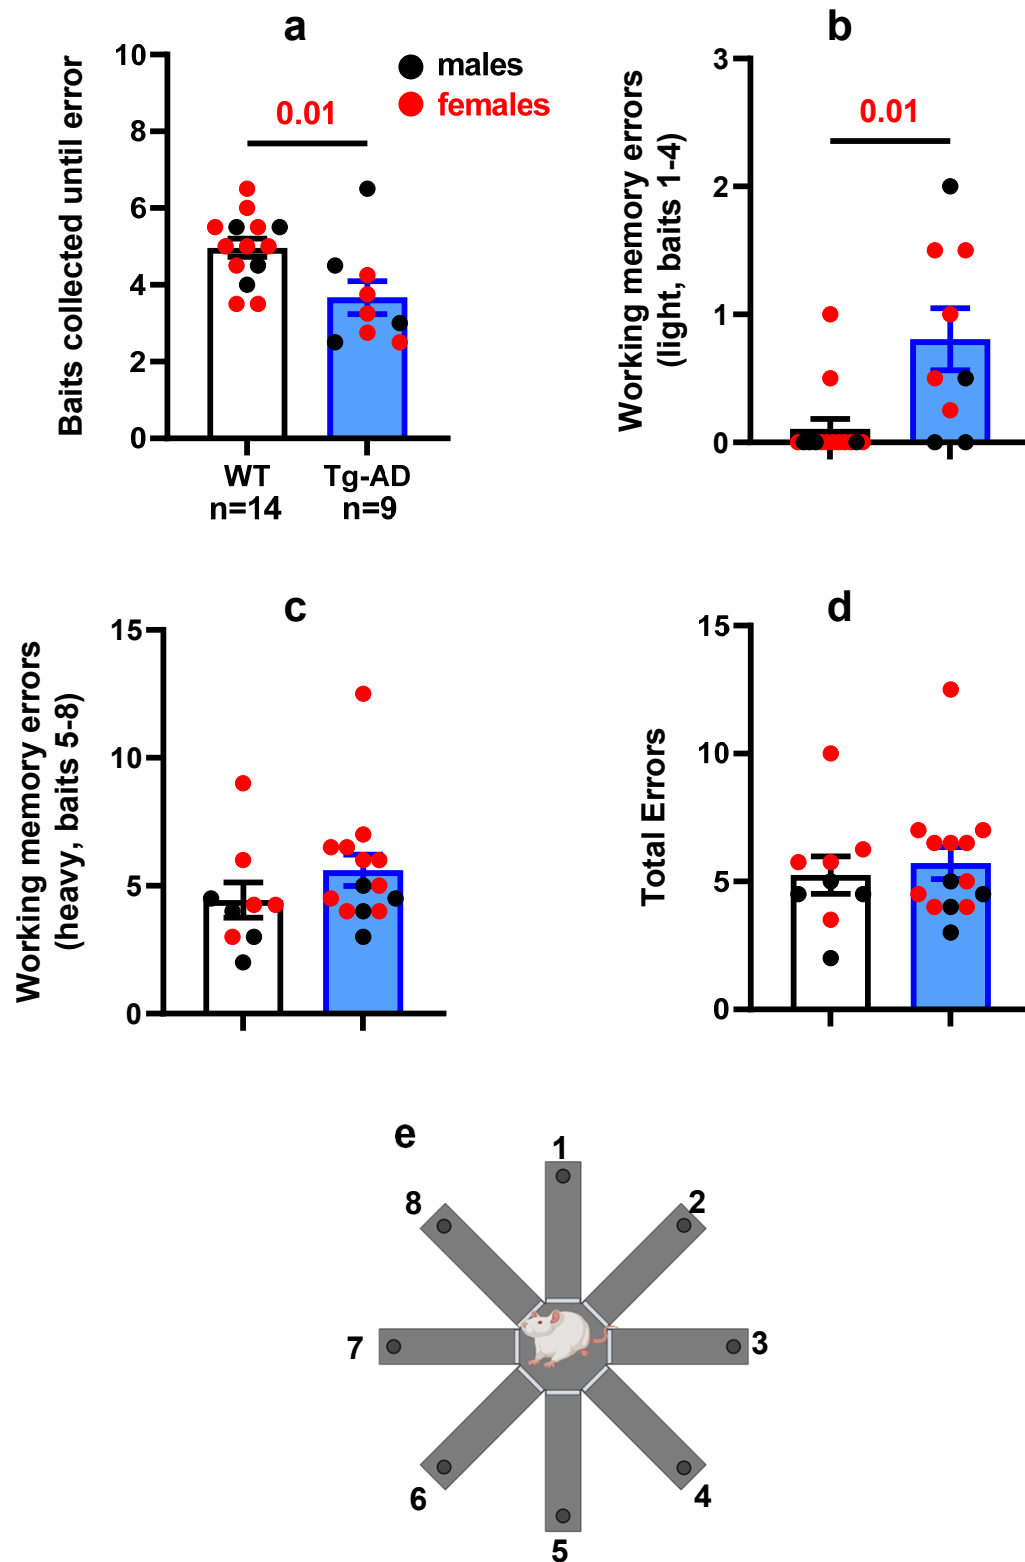 a
males
females
0.01
Baits collected until error
10
8
6
4
2
0
WT
n=14
Tg-AD
n=9
b
0.01
Working memory errors
(light, baits 1-4)
3
2
1
0
c
Working memory errors
(heavy, baits 5-8)
15
10
5
0
d
Total Errors
15
10
5
0
e
1
2
3
4
5
6
7
8